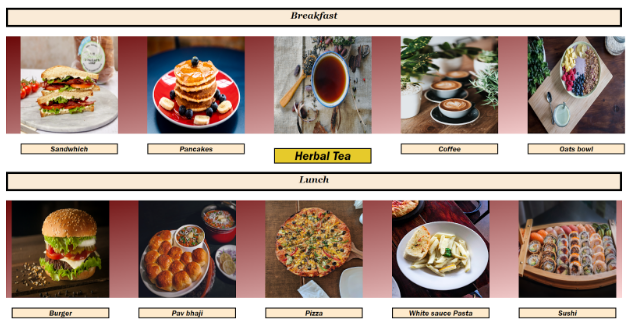 Breakfast
Sandwhich
Pancakes
Herbal Tea
Coffee
Oats bowl
Lunch
Burger
Pav bhaji
Pizza
White sauce Pasta
Sushi